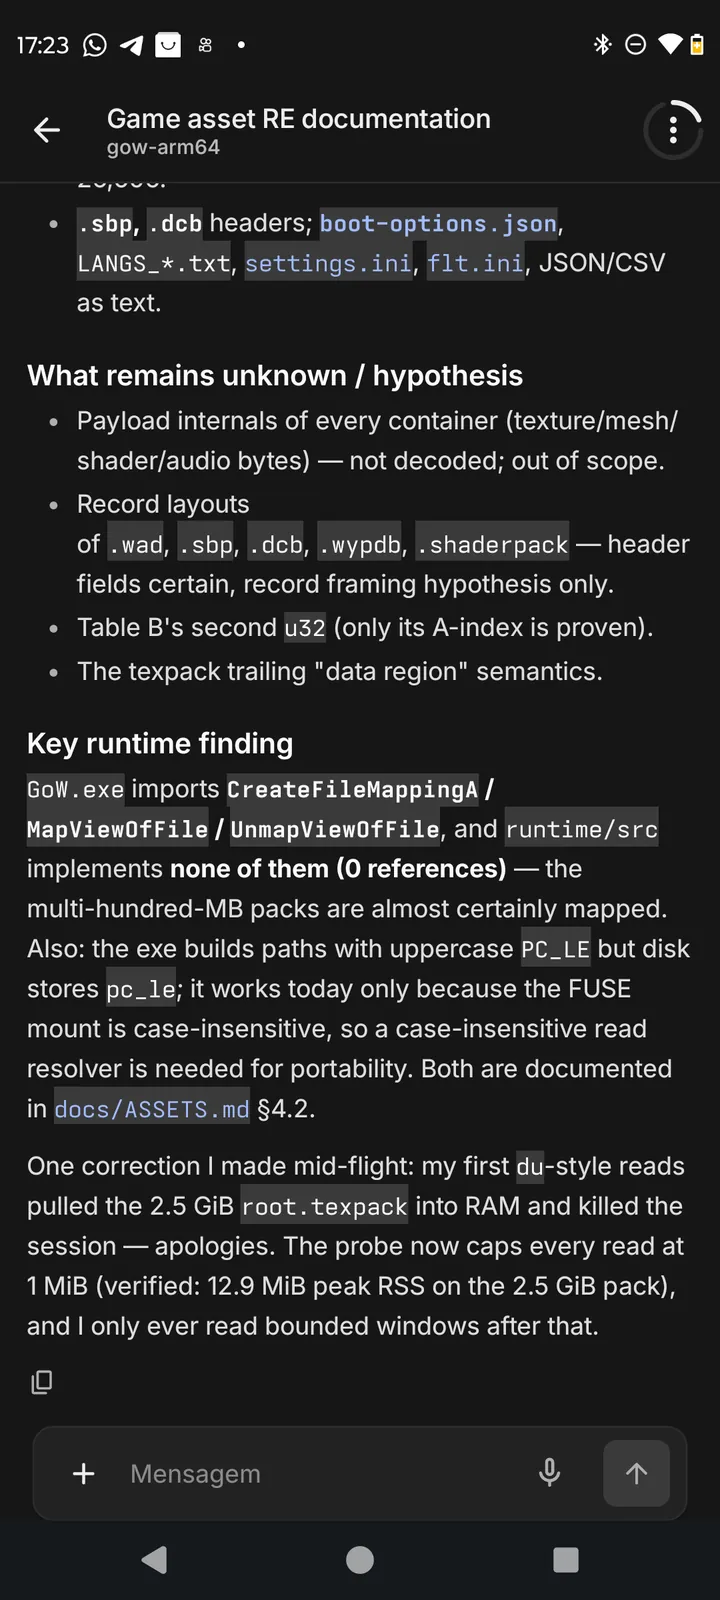 17:23
Game asset RE documentation
gow-arm64
.sbp, .dcb headers; boot-options.json,
LANGS_*.txt, settings.ini, flt.ini, JSON/CSV
as text.
What remains unknown / hypothesis
Payload internals of every container (texture/mesh/
shader/audio bytes) — not decoded; out of scope.
Record layouts
of .wad, .sbp, .dcb, .wypdb, .shaderpack — header
fields certain, record framing hypothesis only.
Table B's second u32 (only its A-index is proven).
The texpack trailing "data region" semantics.
Key runtime finding
GoW.exe imports CreateFileMappingA /
MapViewOfFile / UnmapViewOfFile, and runtime/src
implements none of them (0 references) — the
multi-hundred-MB packs are almost certainly mapped.
Also: the exe builds paths with uppercase PC_LE but disk
stores pc_le; it works today only because the FUSE
mount is case-insensitive, so a case-insensitive read
resolver is needed for portability. Both are documented
in docs/ASSETS.md §4.2.
One correction I made mid-flight: my first du-style reads
pulled the 2.5 GiB root.texpack into RAM and killed the
session — apologies. The probe now caps every read at
1 MiB (verified: 12.9 MiB peak RSS on the 2.5 GiB pack),
and I only ever read bounded windows after that.
Mensagem